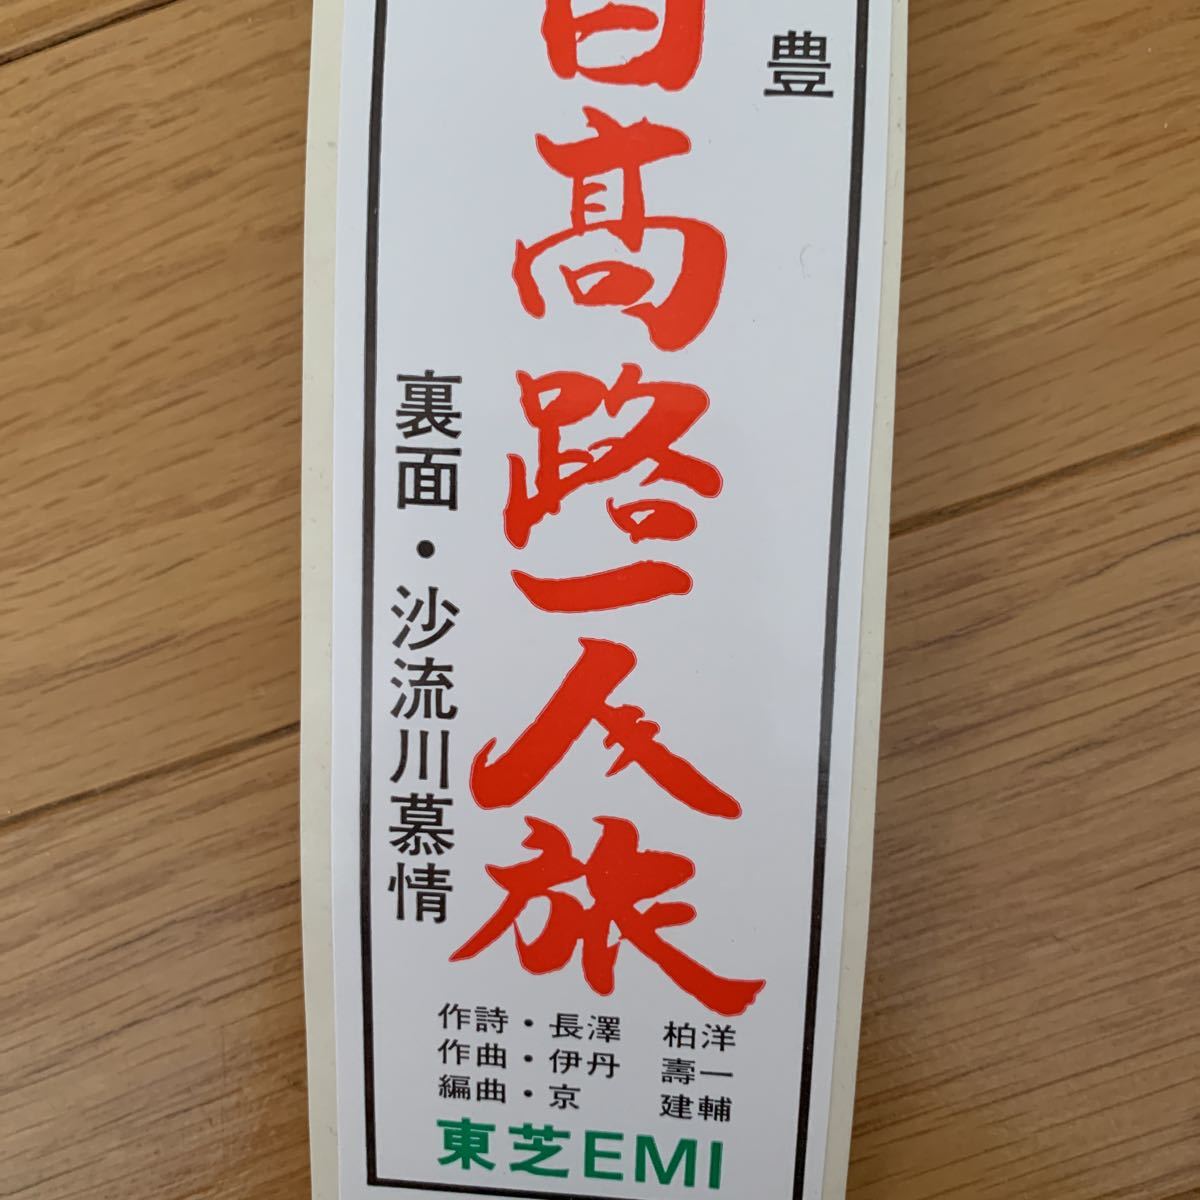 豊
日高路一人旅
裏面・沙流川慕情
作詩・長澤 柏洋
作曲・伊丹 壽一
編曲・京 建輔
東芝EMI